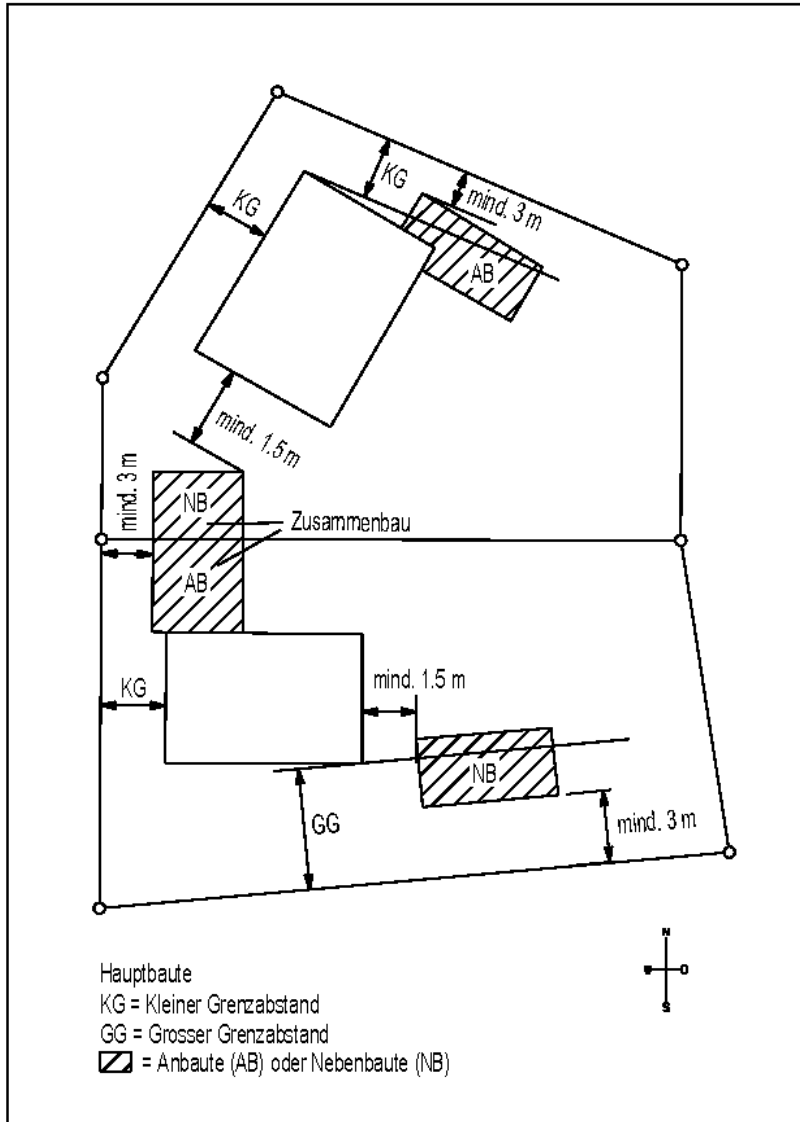 KG
mind. 3 m
KG
AB
mind. 1.5 m
mind. 3 m
NB
Zusammenbau
AB
KG
mind. 1.5 m
NB
GG
mind. 3 m
N
W O
S
Hauptbaute
KG = Kleiner Grenzabstand
GG = Grosser Grenzabstand
= Anbaute (AB) oder Nebenbaute (NB)